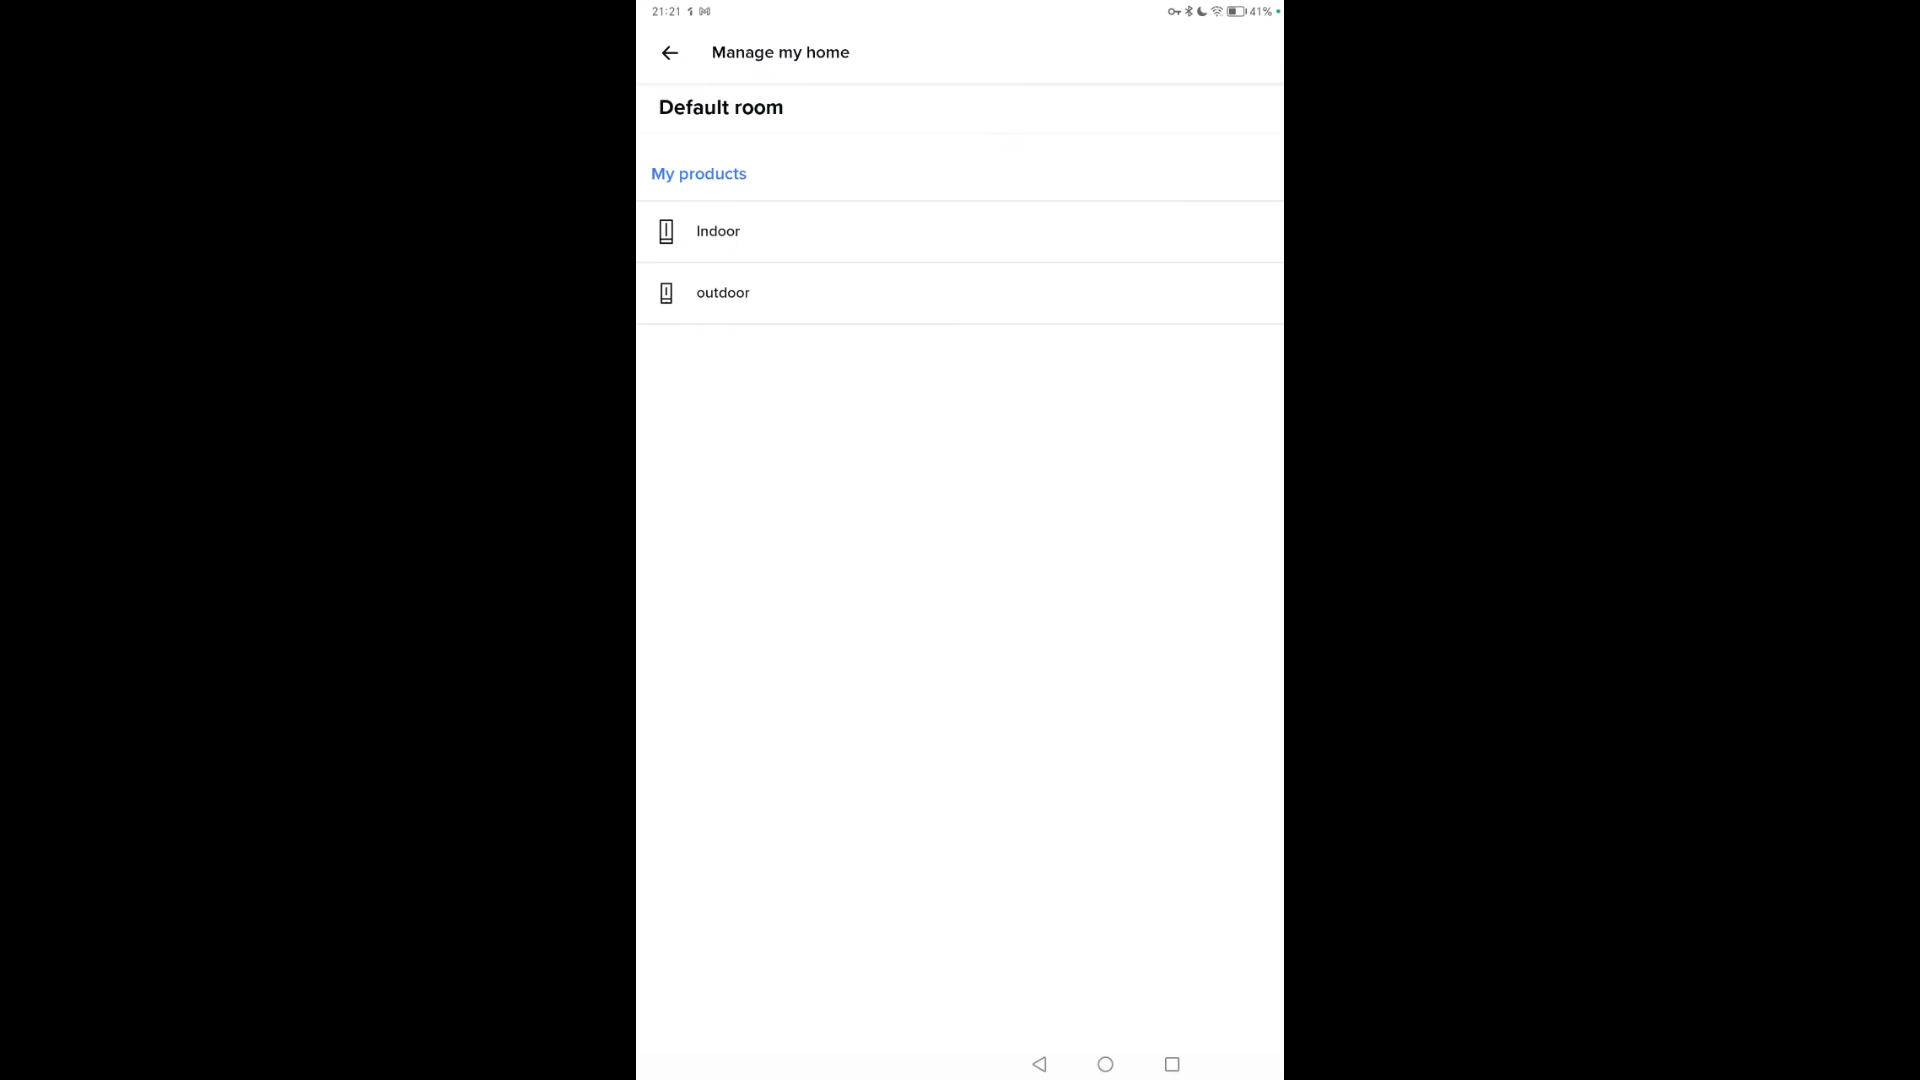 21:21
41%
Manage my home
Default room
My products
Indoor
outdoor